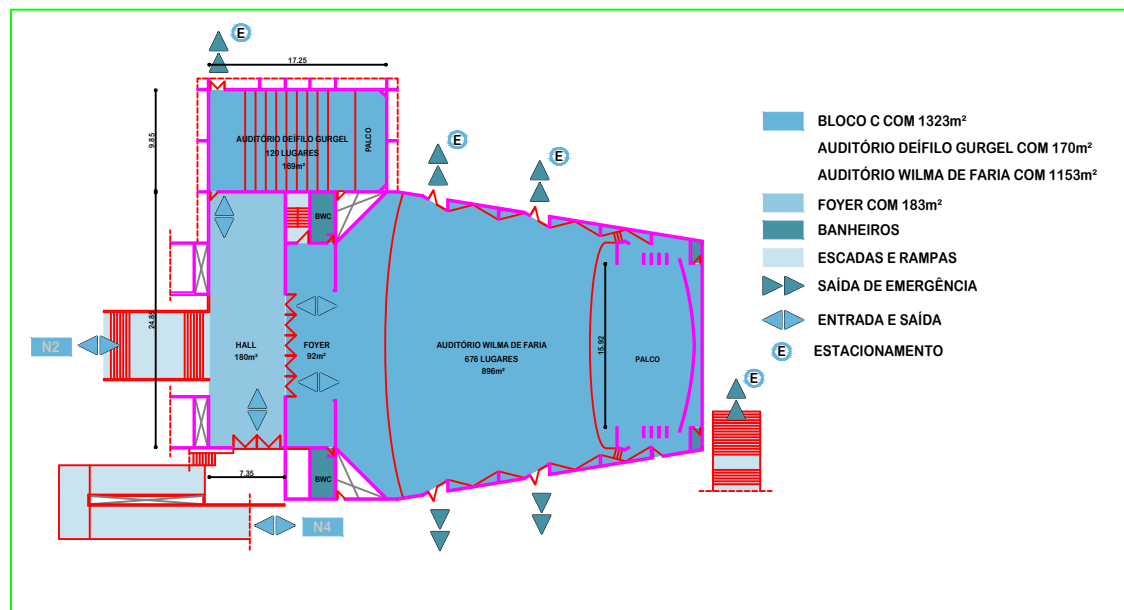 E
17.25
9.85
AUDITÓRIO DEÍFILO GURGEL
120 LUGARES
169m²
PALCO
E
E
BWC
24.85
N2
HALL
180m²
FOYER
92m²
AUDITÓRIO WILMA DE FARIA
676 LUGARES
896m²
15.92
PALCO
E
BWC
7.35
N4
BLOCO C COM 1323m²
AUDITÓRIO DEÍFILO GURGEL COM 170m²
AUDITÓRIO WILMA DE FARIA COM 1153m²
FOYER COM 183m²
BANHEIROS
ESCADAS E RAMPAS
SAÍDA DE EMERGÊNCIA
ENTRADA E SAÍDA
E ESTACIONAMENTO